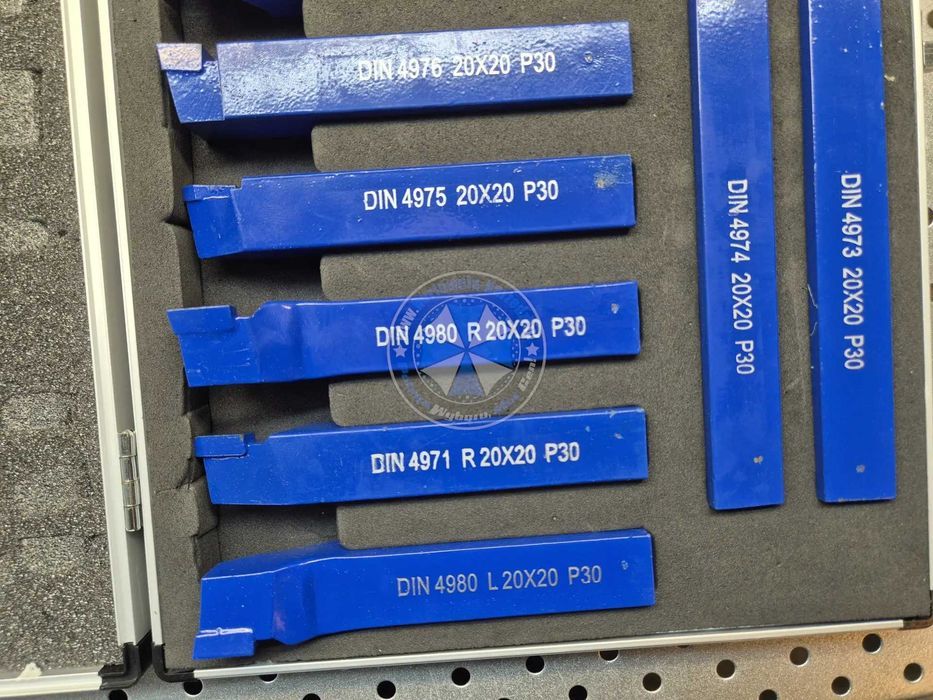 DIN 4976 20X20 P30
DIN 4975 20X20 P30
DIN 4980 R 20X20 P30
DIN 4971 R 20X20 P30
DIN 4980 L 20X20 P30
DIN 4974 20X20 P30
DIN 4973 20X20 P30